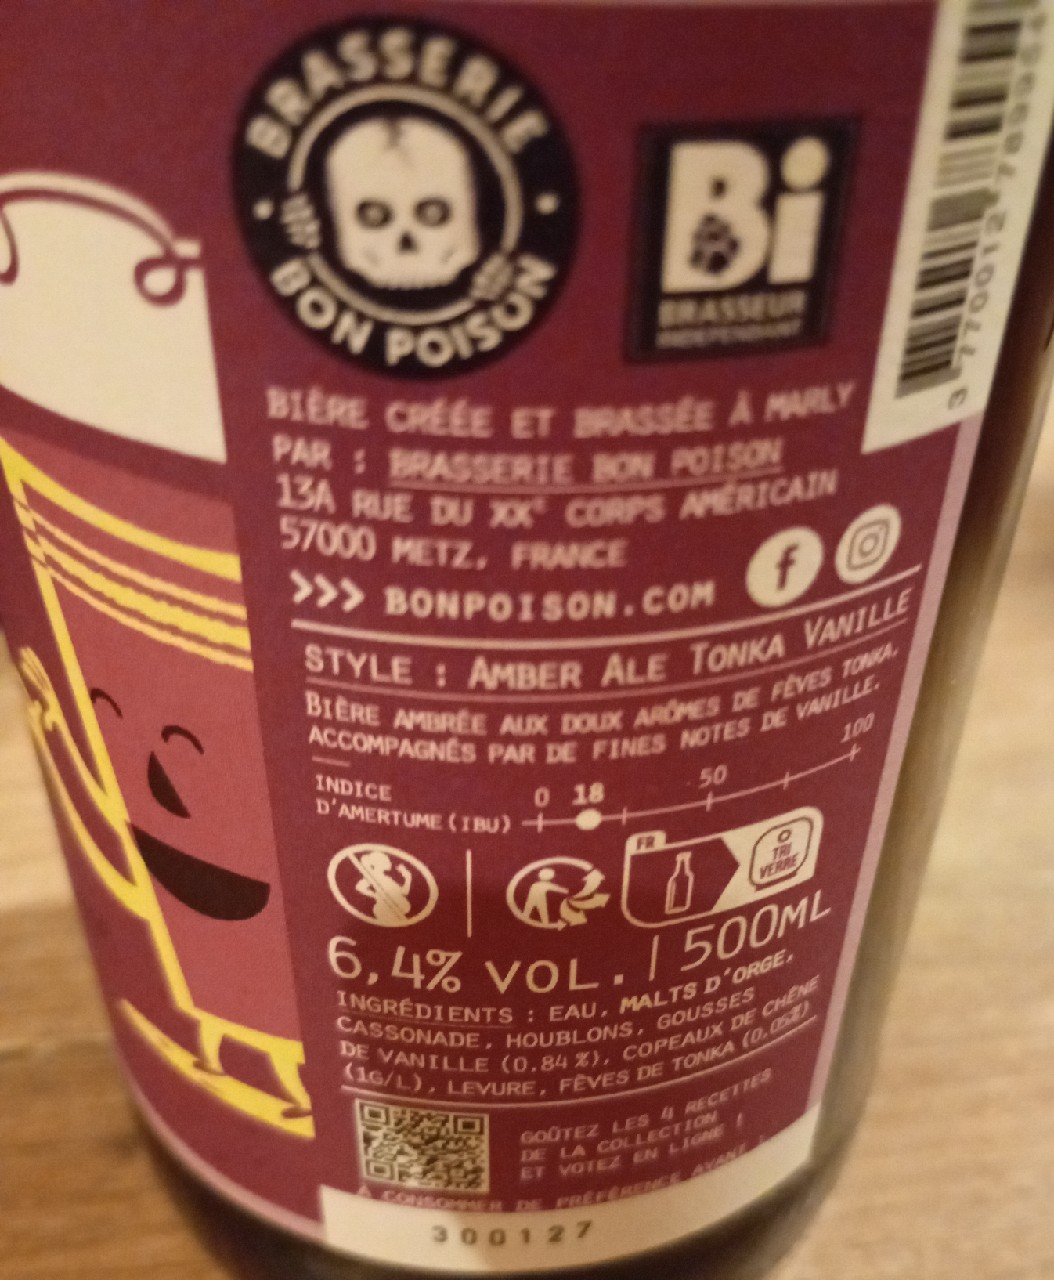 BRASSERIE
BON POISON
Bi
BRASSEUR
INDÉPENDANT
3 770012 789964
BIÈRE CRÉÉE ET BRASSÉE À MARLY
PAR : BRASSERIE BON POISON
13A RUE DU XXᵉ CORPS AMÉRICAIN
57000 METZ, FRANCE
>>> BONPOISON.COM
f
STYLE : AMBER ALE TONKA VANILLE
BIÈRE AMBRÉE AUX DOUX ARÔMES DE FÈVES TONKA,
ACCOMPAGNÉS PAR DE FINES NOTES DE VANILLE.
INDICE
D'AMERTUME (IBU)
0 18 50 100
FR
TRI
VERRE
6,4% VOL. | 500ML
INGRÉDIENTS : EAU, MALTS D'ORGE,
CASSONADE, HOUBLONS, GOUSSES
DE VANILLE (0.84 %), COPEAUX DE CHÊNE
(1G/L), LEVURE, FÈVES DE TONKA (0,05%)
GOÛTEZ LES 4 RECETTES
DE LA COLLECTION
ET VOTEZ EN LIGNE !
À CONSOMMER DE PRÉFÉRENCE AVANT :
300127